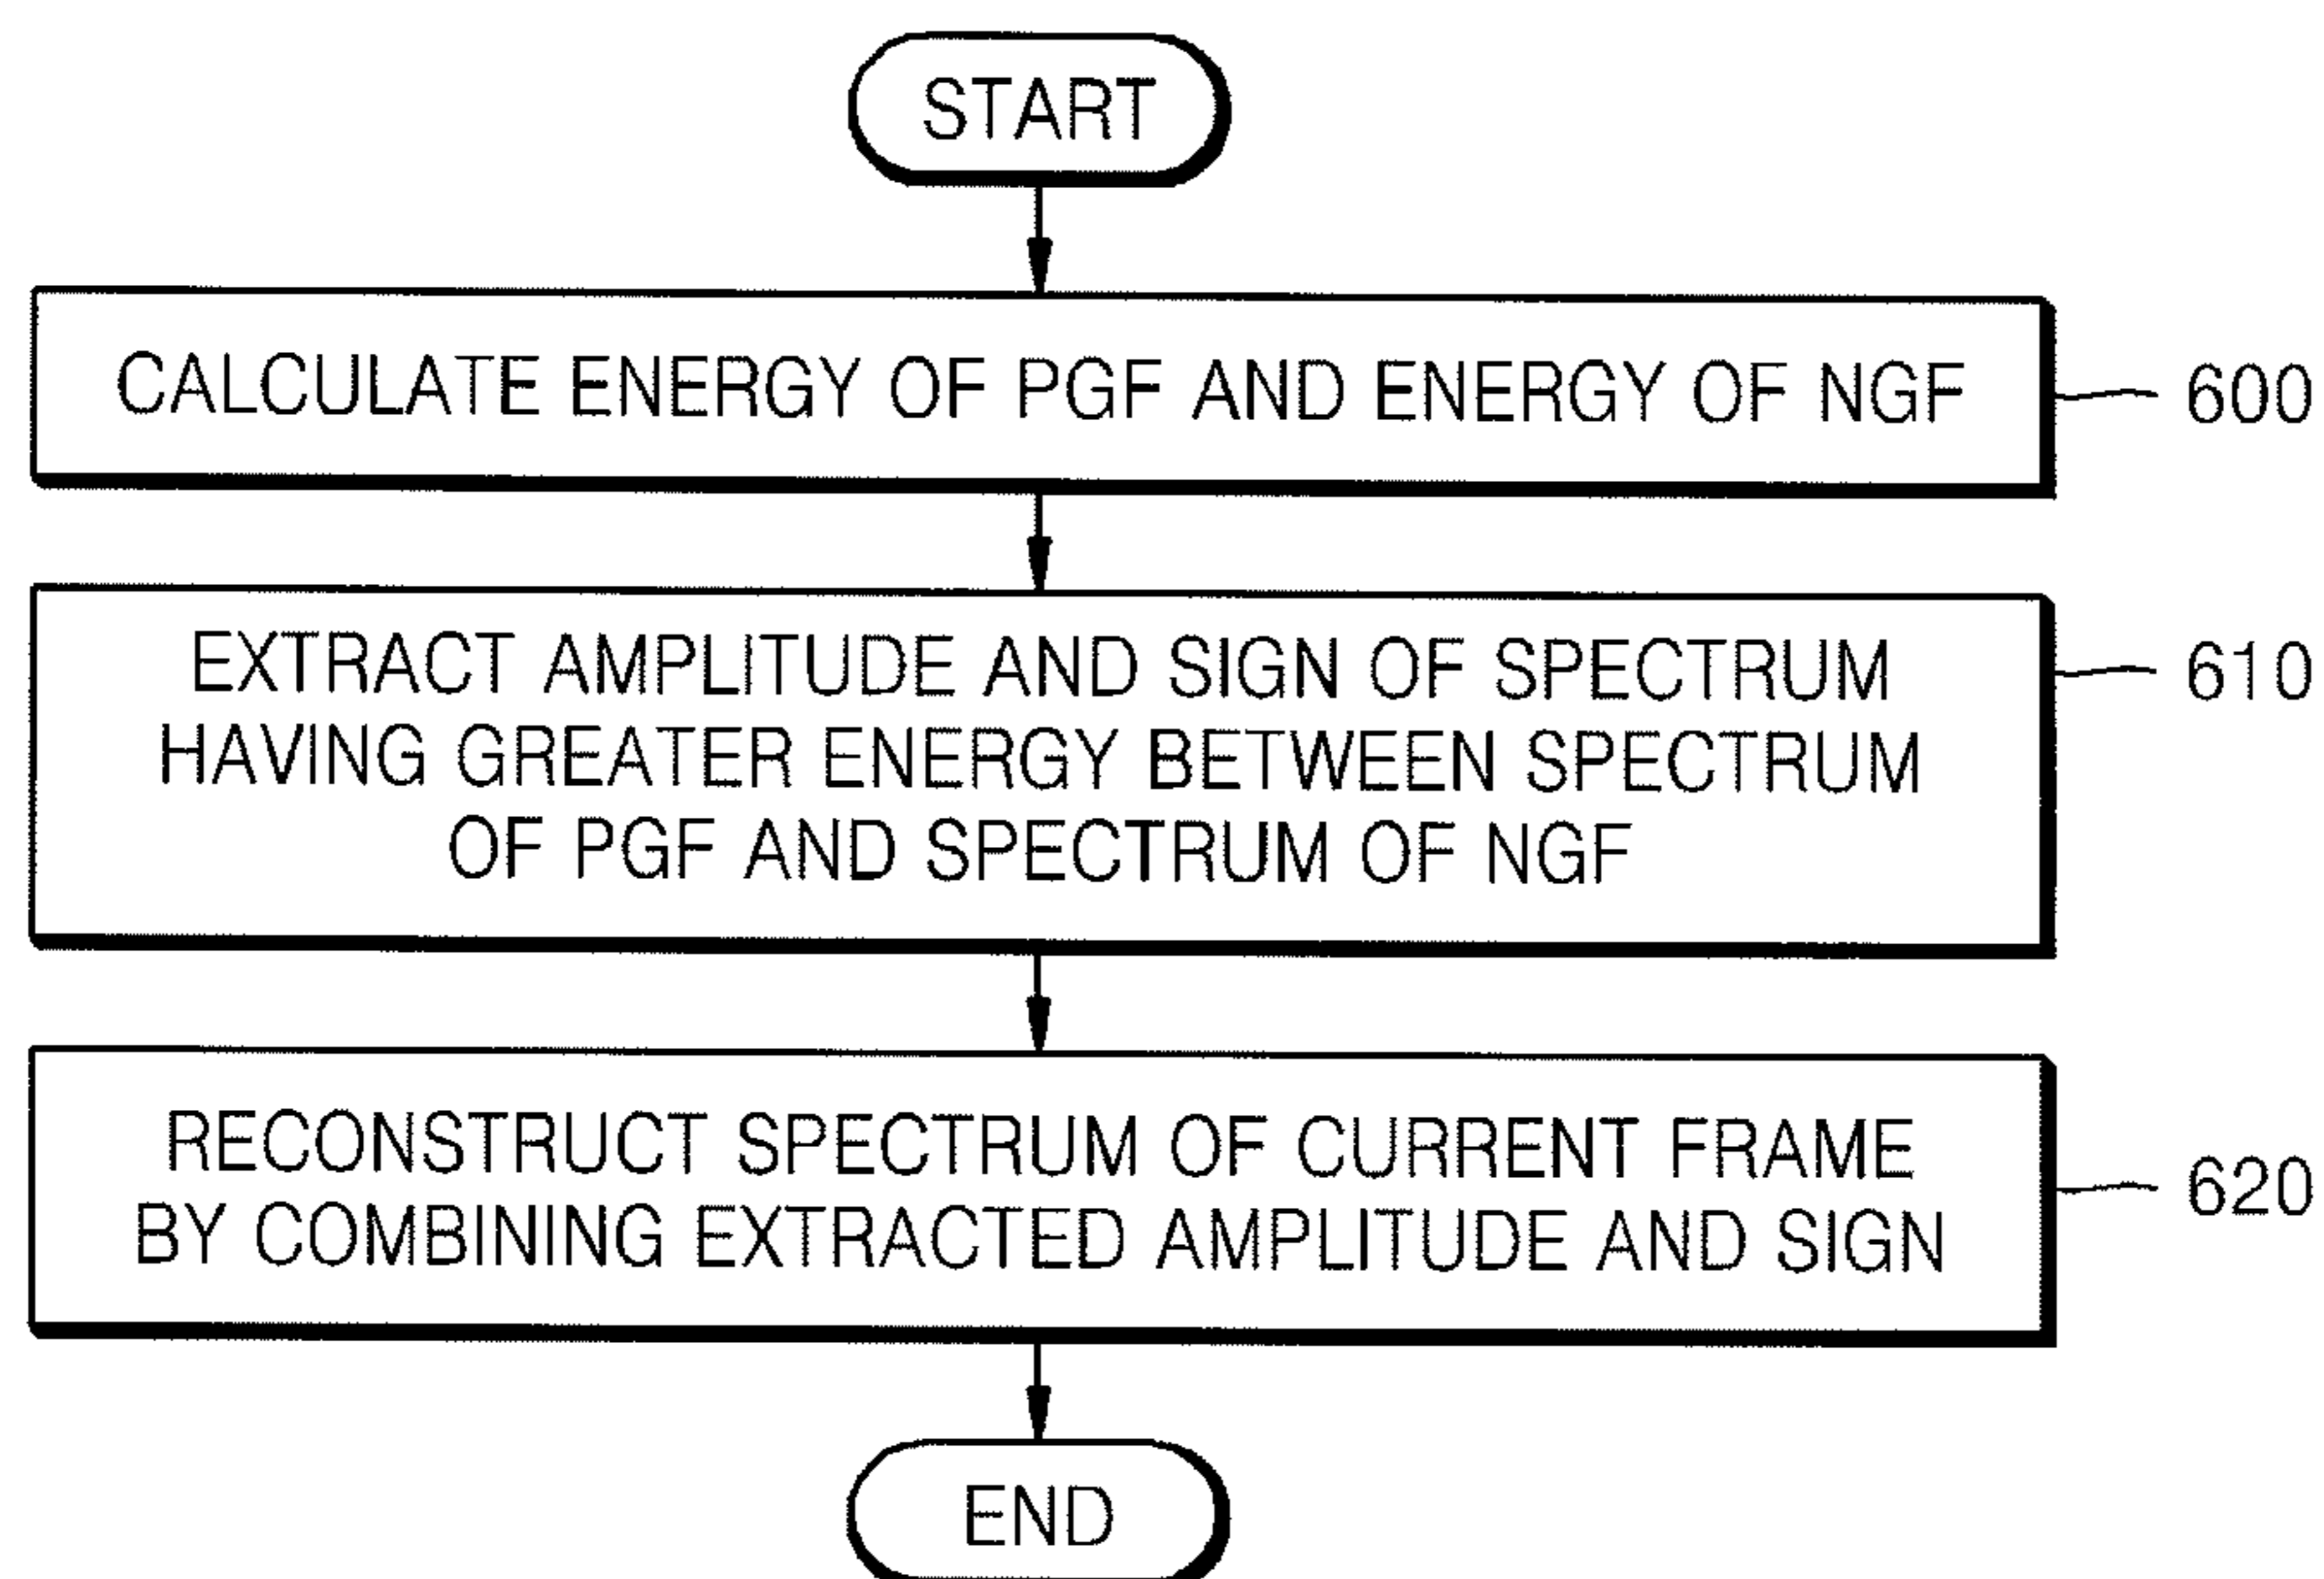 START
CALCULATE ENERGY OF PGF AND ENERGY OF NGF
600
EXTRACT AMPLITUDE AND SIGN OF SPECTRUM
HAVING GREATER ENERGY BETWEEN SPECTRUM
OF PGF AND SPECTRUM OF NGF
610
RECONSTRUCT SPECTRUM OF CURRENT FRAME
BY COMBINING EXTRACTED AMPLITUDE AND SIGN
620
END